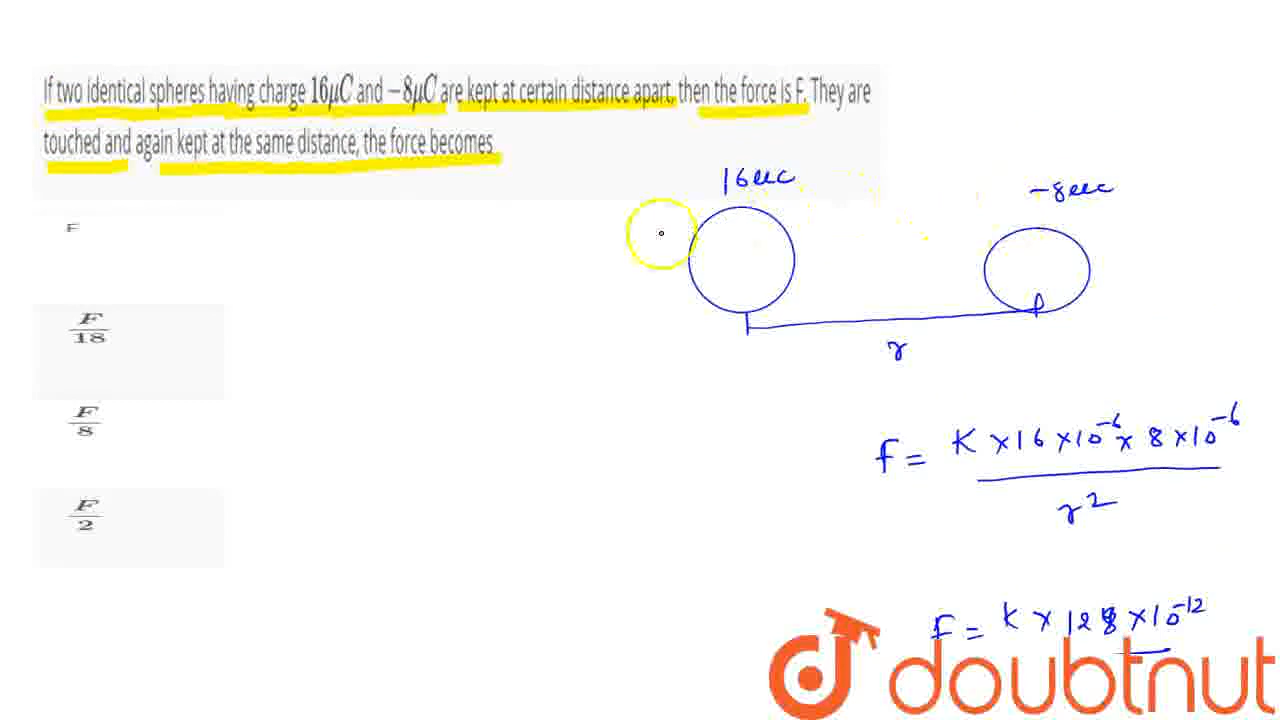 If two identical spheres having charge 16μC and −8μC are kept at certain distance apart, then the force is F. They are
touched and again kept at the same distance, the force becomes
16μc
-8μc
F
F/18
r
F/8
F = K × 16 × 10⁻⁶ × 8 × 10⁻⁶ / r²
F/2
F = K × 128 × 10⁻¹²
doubtnut